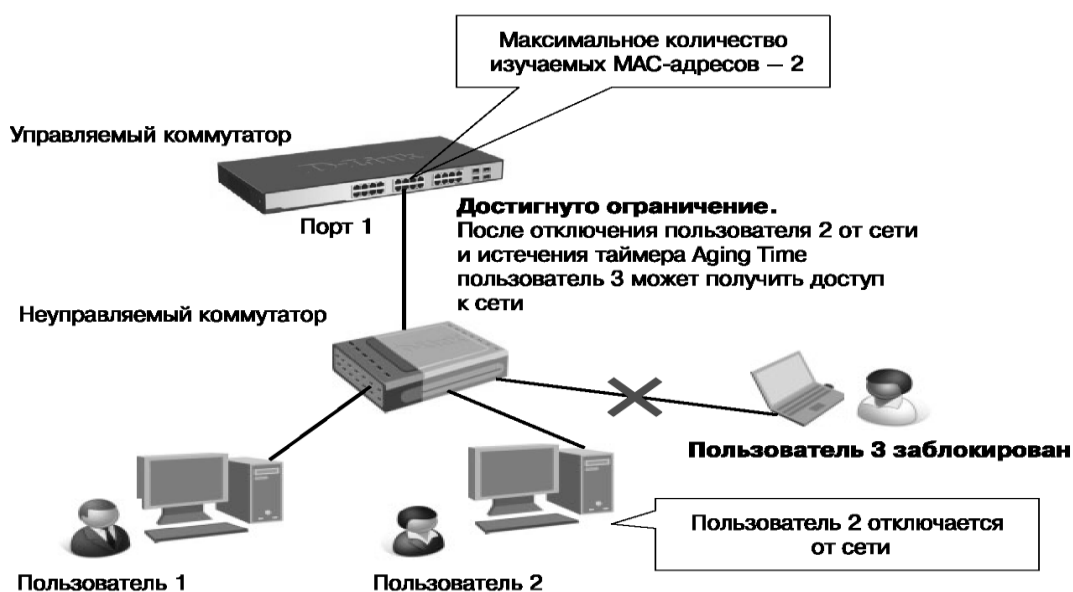 Максимальное количество
изучаемых MAC-адресов — 2
Управляемый коммутатор
D-Link
Порт 1
Достигнуто ограничение.
После отключения пользователя 2 от сети
и истечения таймера Aging Time
пользователь 3 может получить доступ
к сети
Неуправляемый коммутатор
Пользователь 3 заблокирован
Пользователь 2 отключается
от сети
Пользователь 1
Пользователь 2